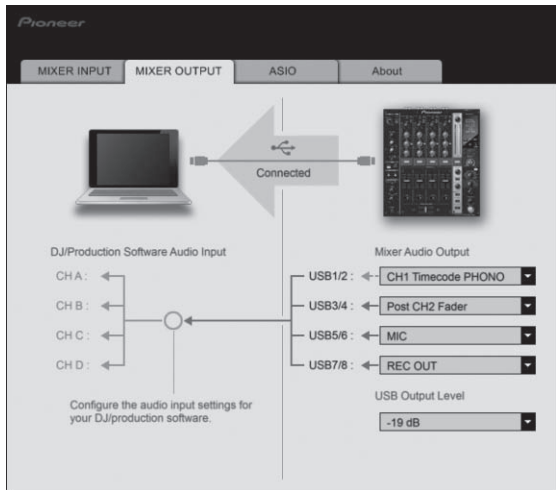 Pioneer
MIXER INPUT
MIXER OUTPUT
ASIO
About
Connected
DJ/Production Software Audio Input
Mixer Audio Output
CH A :
CH B :
CH C :
CH D :
USB1/2 :
CH1 Timecode PHONO
USB3/4 :
Post CH2 Fader
USB5/6 :
MIC
USB7/8 :
REC OUT
Configure the audio input settings for
your DJ/production software.
USB Output Level
-19 dB